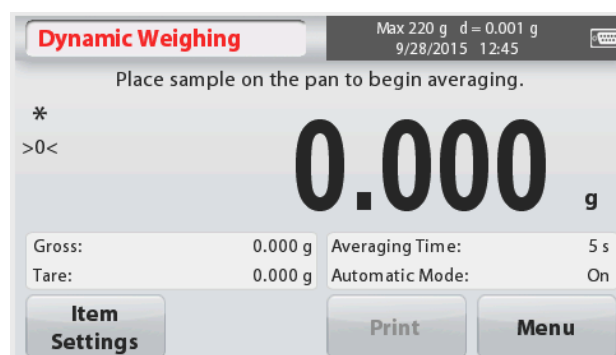 Dynamic Weighing
Max 220 g d = 0.001 g
9/28/2015 12:45
Place sample on the pan to begin averaging.
*
>0<
0.000 g
Gross: 0.000 g
Tare: 0.000 g
Averaging Time: 5 s
Automatic Mode: On
Item
Settings
Print
Menu